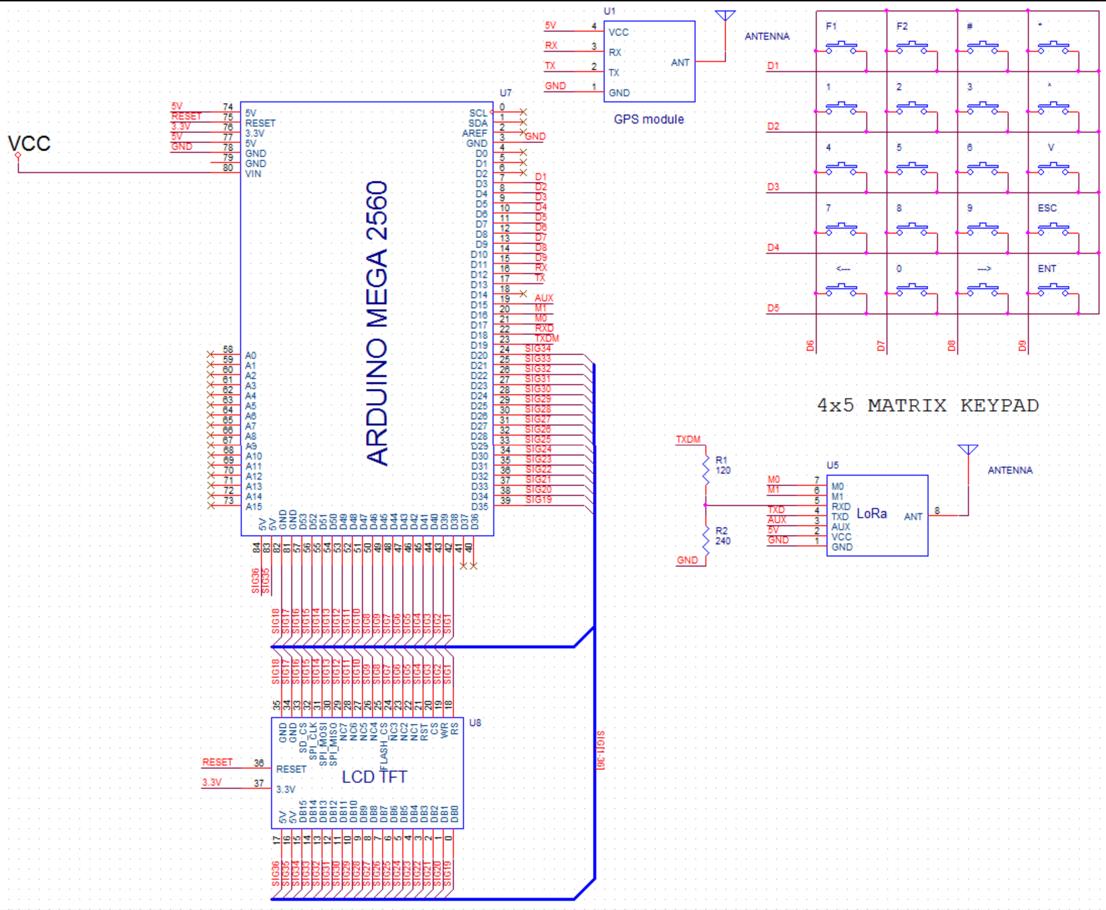 U1
5V 4 VCC
RX 3 RX
TX 2 TX
GND 1 GND
ANT
ANTENNA
GPS module
F1 F2 # *
D1
1 2 3 ^
D2
4 5 6 V
D3
7 8 9 ESC
D4
<--- 0 ---> ENT
D5
D6 D7 D8 D9
4x5 MATRIX KEYPAD
VCC
U7
ARDUINO MEGA 2560
5V 74 5V
RESET 75 RESET
3.3V 76 3.3V
5V 77 5V
GND 78 GND
79 GND
80 VIN
SCL 0
SDA 1
AREF 2
GND 3 GND
D0 4
D1 5
D2 6
D3 7 D1
D4 8 D2
D5 9 D3
D6 10 D4
D7 11 D5
D8 12 D6
D9 13 D7
D10 14 D8
D11 15 D9
D12 16 RX
D13 17 TX
D14 18
D15 19 AUX
D16 20 M1
D17 21 M0
D18 22 RXD
D19 23 TXDM
D20 24 SIG34
D21 25 SIG33
D22 26 SIG32
D23 27 SIG31
D24 28 SIG30
D25 29 SIG29
D26 30 SIG28
D27 31 SIG27
D28 32 SIG26
D29 33 SIG25
D30 34 SIG24
D31 35 SIG23
D32 36 SIG22
D33 37 SIG21
D34 38 SIG20
D35 39 SIG19
58 A0
59 A1
60 A2
61 A3
62 A4
63 A5
64 A6
65 A7
66 A8
67 A9
68 A10
69 A11
70 A12
71 A13
72 A14
73 A15
5V 5V GND GND D53 D52 D51 D50 D49 D48 D47 D46 D45 D44 D43 D42 D41 D40 D39 D38 D37 D36
84 83 82 81 57 56 55 54 53 52 51 50 49 48 47 46 45 44 43 42 41 40
SIG36 SIG35
SIG18 SIG17 SIG16 SIG15 SIG14 SIG13 SIG12 SIG11 SIG10 SIG9 SIG8 SIG7 SIG6 SIG5 SIG4 SIG3 SIG2 SIG1
TXDM
R1
120
R2
240
GND
U5
M0 7 M0
M1 6 M1
5 RXD
TXD 4 TXD
AUX 3 AUX
5V 2 VCC
GND 1 GND
LoRa
ANT 8
ANTENNA
SIG18 SIG17 SIG16 SIG15 SIG14 SIG13 SIG12 SIG11 SIG10 SIG9 SIG8 SIG7 SIG6 SIG5 SIG4 SIG3 SIG2 SIG1
35 34 33 32 31 30 29 28 27 26 25 24 23 22 21 20 19 18
U8
GND GND SD_CS SPI_CLK SPI_MOSI SPI_MISO NC7 NC6 NC5 NC4 FLASH_CS NC3 NC2 NC1 RST CS WR RS
RESET 36 RESET
LCD TFT
3.3V 37 3.3V
5V 5V DB15 DB14 DB13 DB12 DB11 DB10 DB9 DB8 DB7 DB6 DB5 DB4 DB3 DB2 DB1 DB0
17 16 15 14 13 12 11 10 9 8 7 6 5 4 3 2 1 0
SIG36 SIG35 SIG34 SIG33 SIG32 SIG31 SIG30 SIG29 SIG28 SIG27 SIG26 SIG25 SIG24 SIG23 SIG22 SIG21 SIG20 SIG19
SIG[1-36]